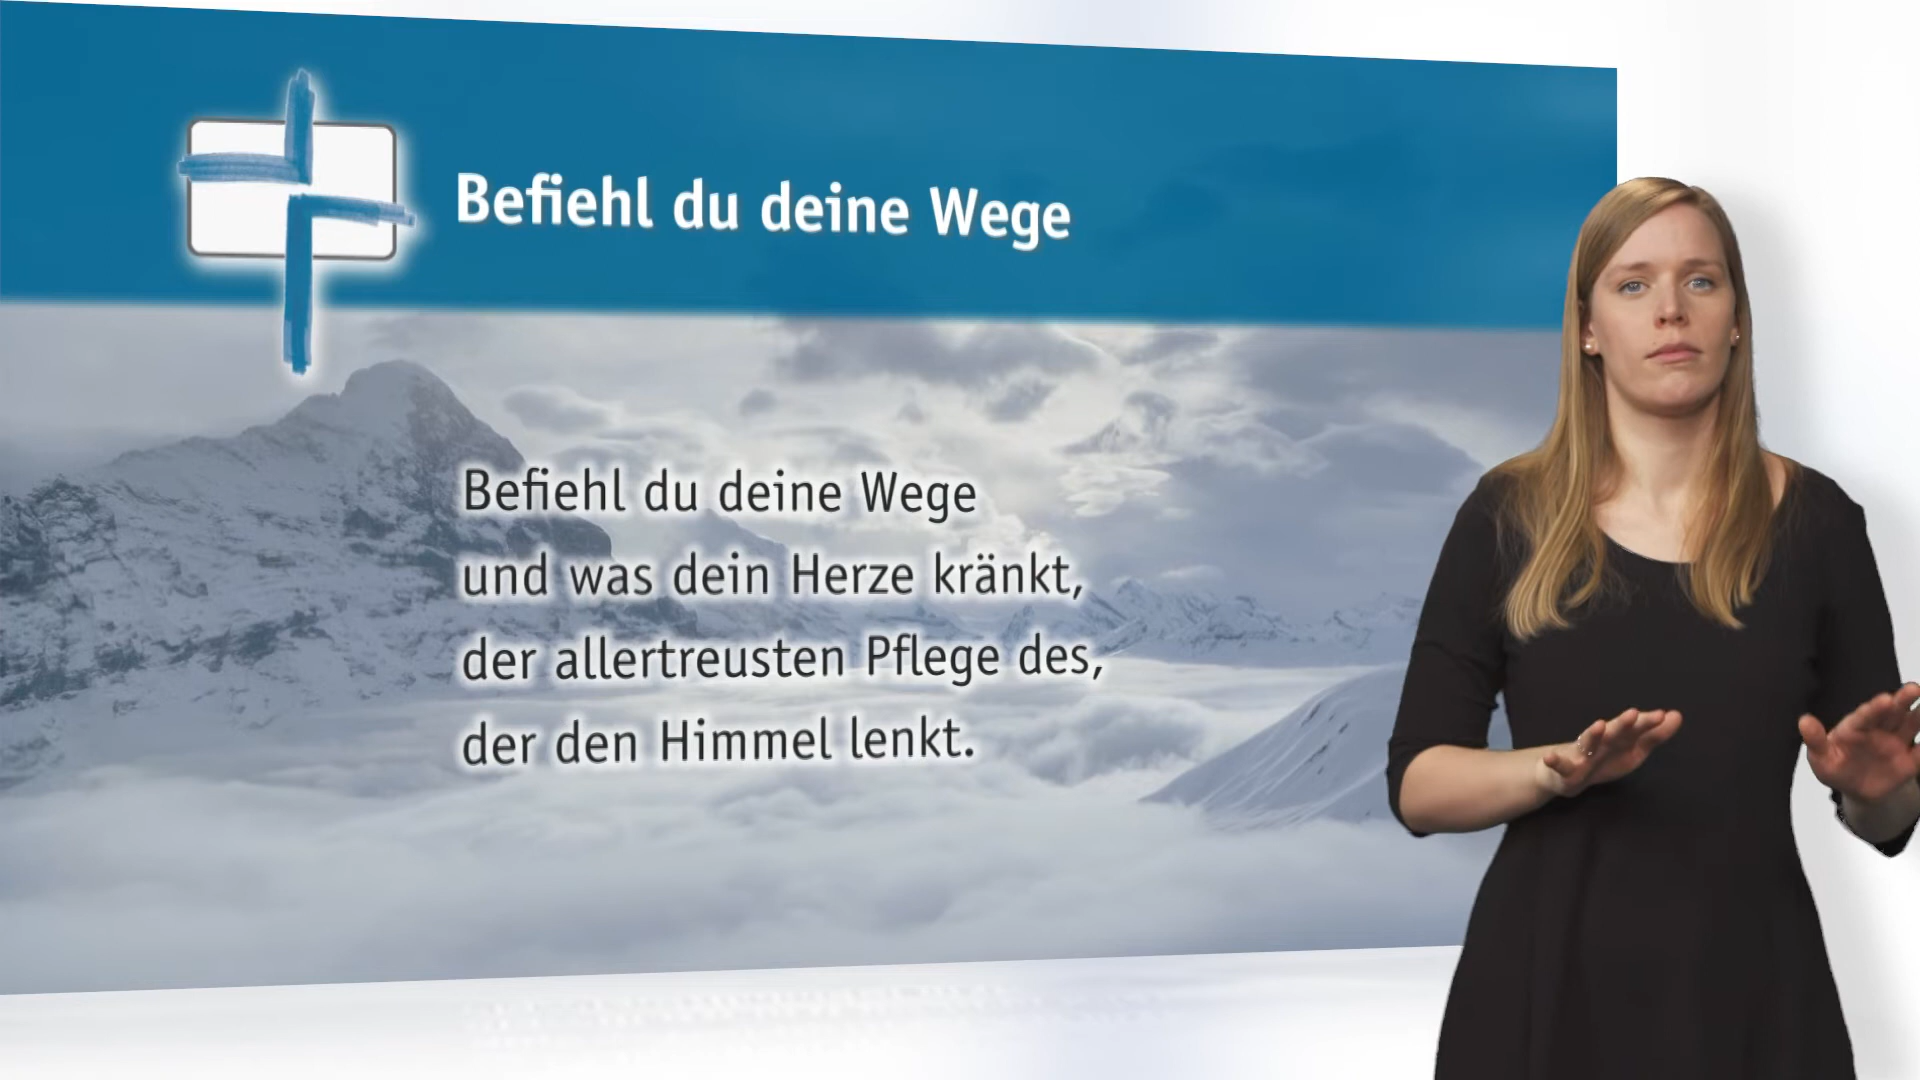 Befiehl du deine Wege
Befiehl du deine Wege
und was dein Herze kränkt,
der allertreusten Pflege des,
der den Himmel lenkt.